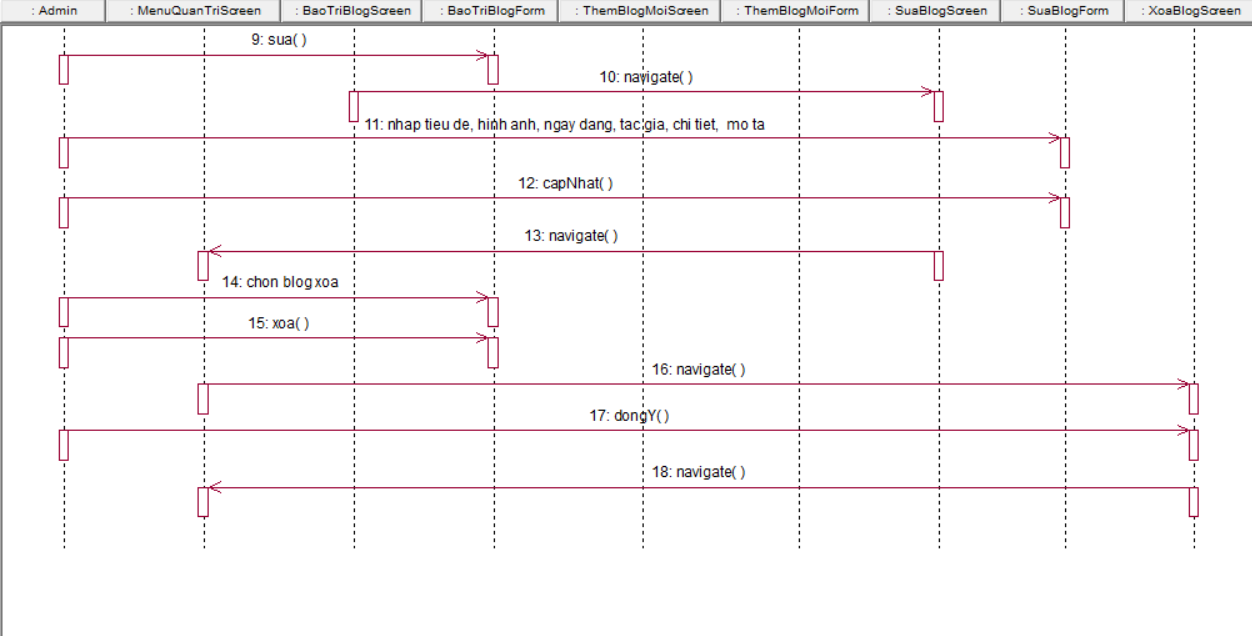 : Admin
: MenuQuanTriScreen
: BaoTriBlogScreen
: BaoTriBlogForm
: ThemBlogMoiScreen
: ThemBlogMoiForm
: SuaBlogScreen
: SuaBlogForm
: XoaBlogScreen
9: sua( )
10: navigate( )
11: nhap tieu de, hinh anh, ngay dang, tac gia, chi tiet, mo ta
12: capNhat( )
13: navigate( )
14: chon blog xoa
15: xoa( )
16: navigate( )
17: dongY( )
18: navigate( )